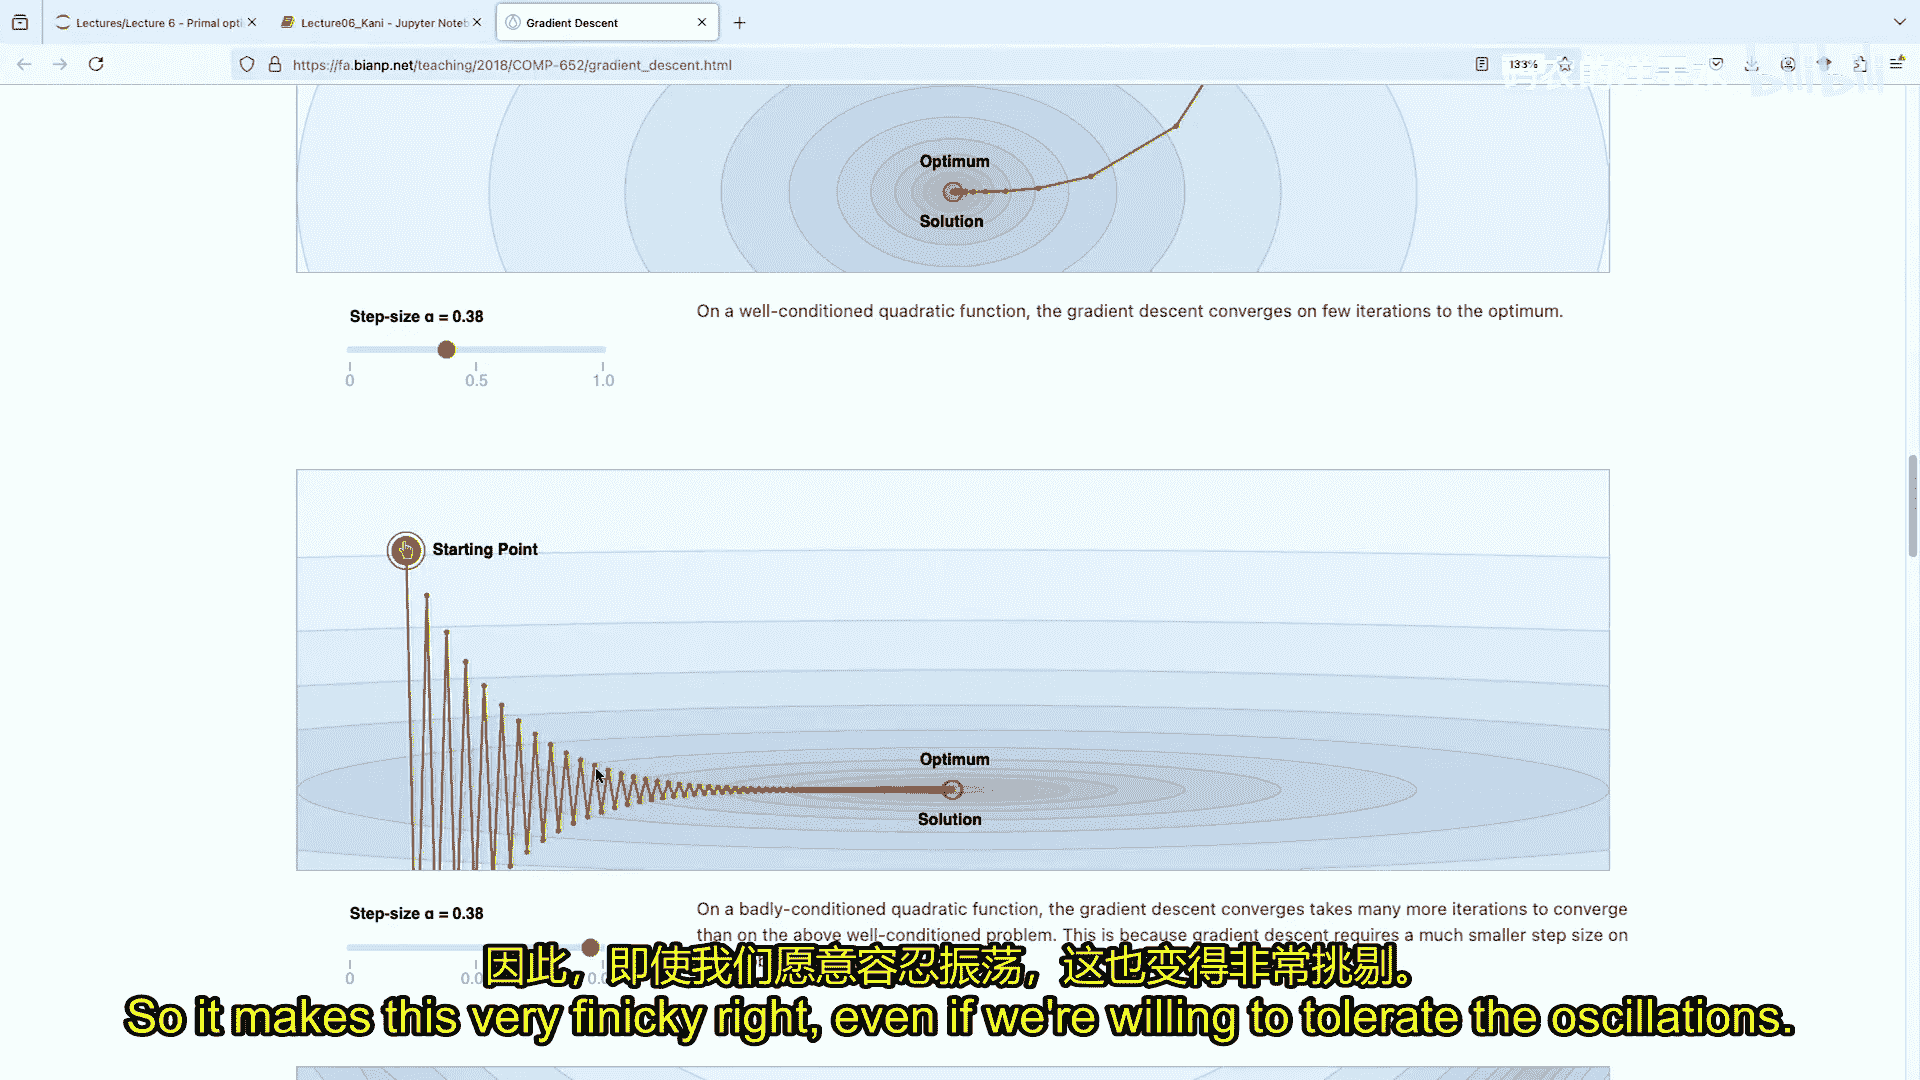 Lectures/Lecture 6 - Primal opti
Lecture06_Kani - Jupyter Noteb
Gradient Descent
https://fa.bianp.net/teaching/2018/COMP-652/gradient_descent.html
133%
Optimum
Solution
Step-size α = 0.38
0
0.5
1.0
On a well-conditioned quadratic function, the gradient descent converges on few iterations to the optimum.
Starting Point
Optimum
Solution
Step-size α = 0.38
0
On a badly-conditioned quadratic function, the gradient descent converges takes many more iterations to converge
than on the above well-conditioned problem. This is because gradient descent requires a much smaller step size on
因此，即使我们愿意容忍振荡，这也变得非常挑剔。
So it makes this very finicky right, even if we're willing to tolerate the oscillations.